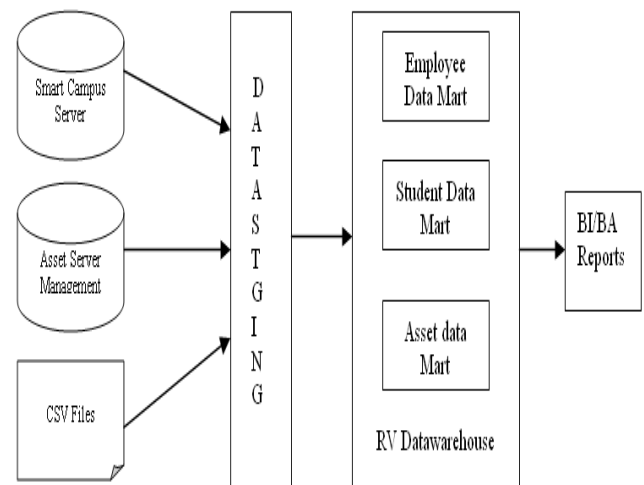 Smart Campus
Server
Asset Server
Management
CSV Files
D
A
T
A
S
T
G
I
N
G
Employee
Data Mart
Student Data
Mart
Asset data
Mart
RV Datawarehouse
BI/BA
Reports